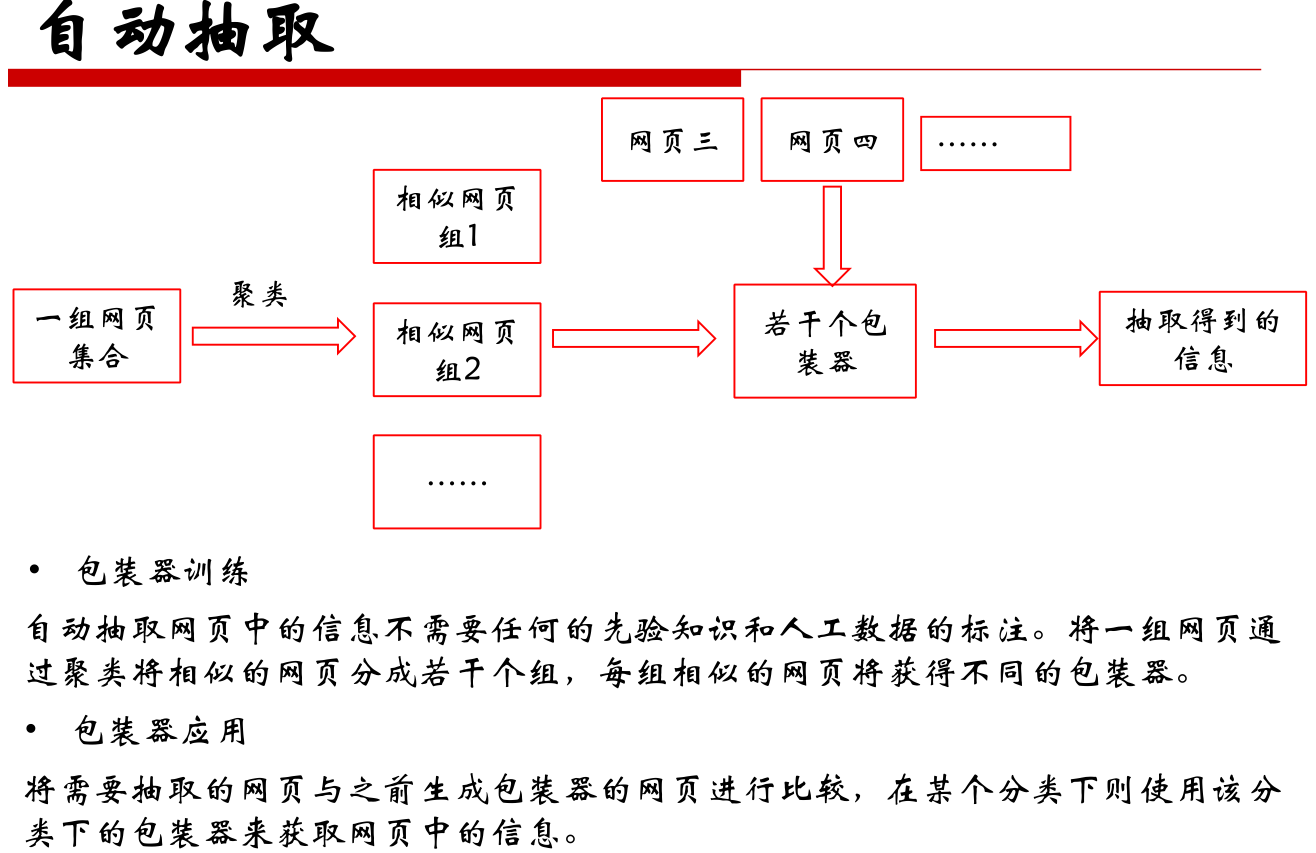 自动抽取
网页三
网页四
……
相似网页
组1
聚类
一组网页
集合
相似网页
组2
若干个包
装器
抽取得到的
信息
……
• 包装器训练
自动抽取网页中的信息不需要任何的先验知识和人工数据的标注。将一组网页通
过聚类将相似的网页分成若干个组，每组相似的网页将获得不同的包装器。
• 包装器应用
将需要抽取的网页与之前生成包装器的网页进行比较，在某个分类下则使用该分
类下的包装器来获取网页中的信息。